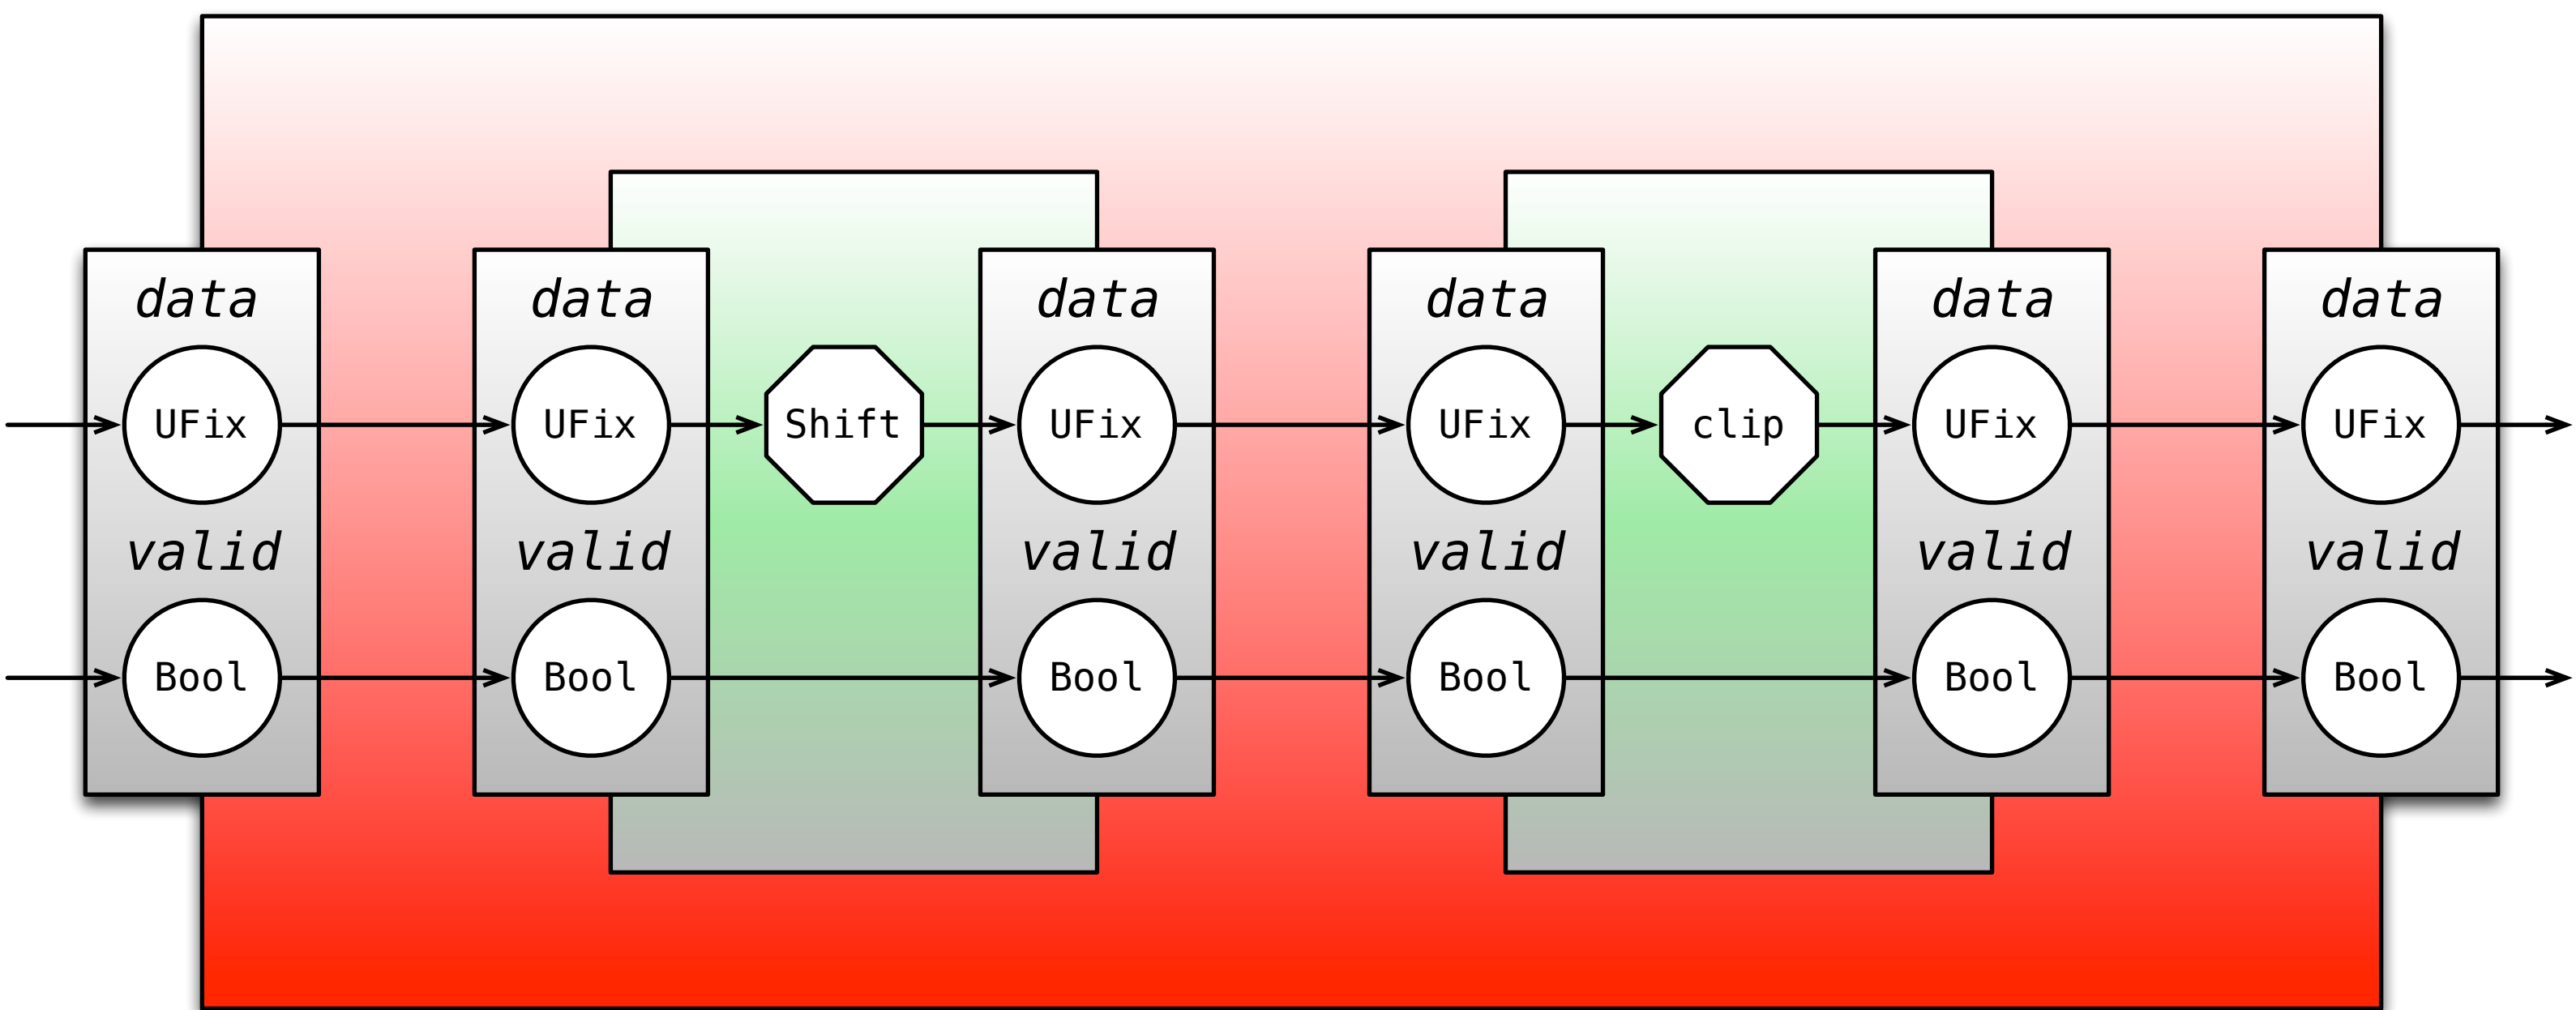 data data data data data data
UFix UFix Shift UFix UFix clip UFix UFix
valid valid valid valid valid valid
Bool Bool Bool Bool Bool Bool